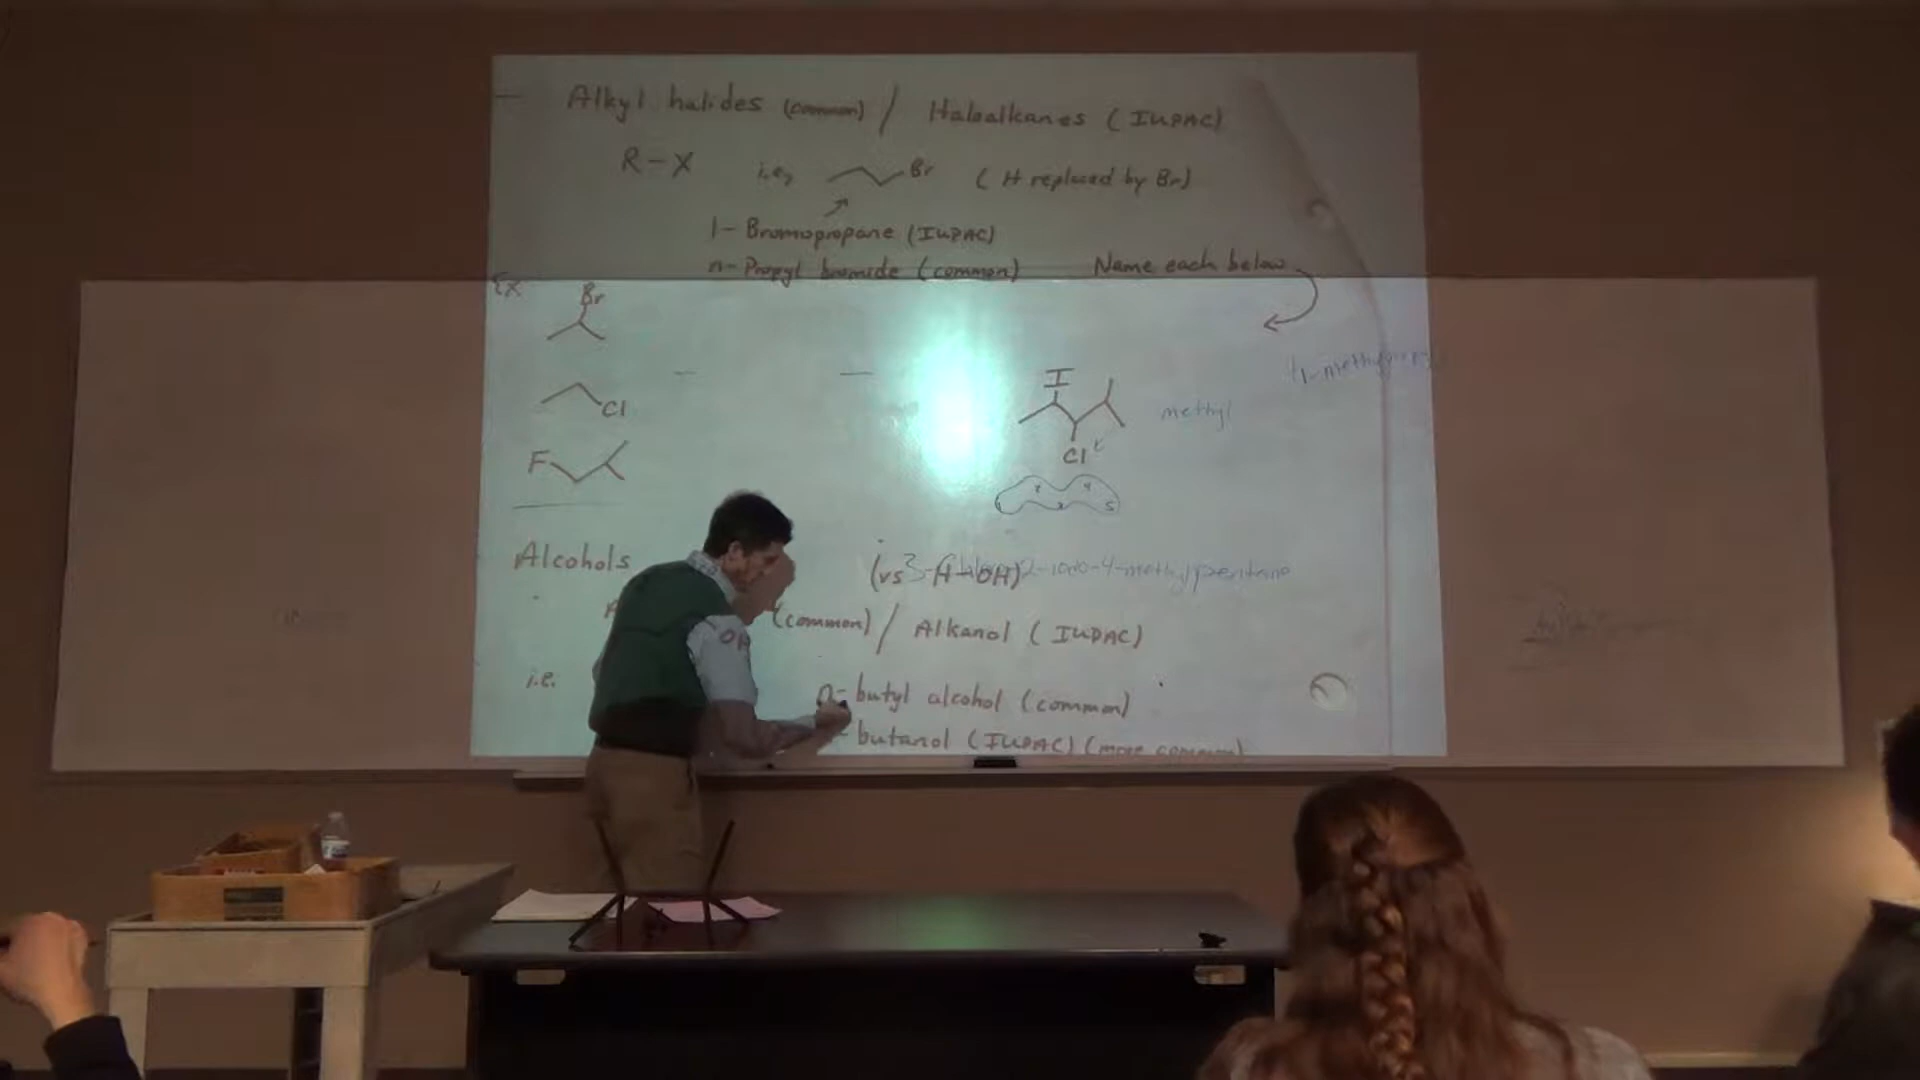 Alkyl halides (common) / Haloalkanes (IUPAC)
R-X i.e., Br (H replaced by Br)
1- Bromopropane (IUPAC)
n- Propyl bromide (common) Name each below
Ex.
Br
I
Cl
methyl
Cl
F
Alcohols (vs H-OH)
3-Chloro-2-iodo-4-methylpentane
(common) / Alkanol (IUPAC)
OH
i.e. n- butyl alcohol (common)
butanol (IUPAC) (more common)